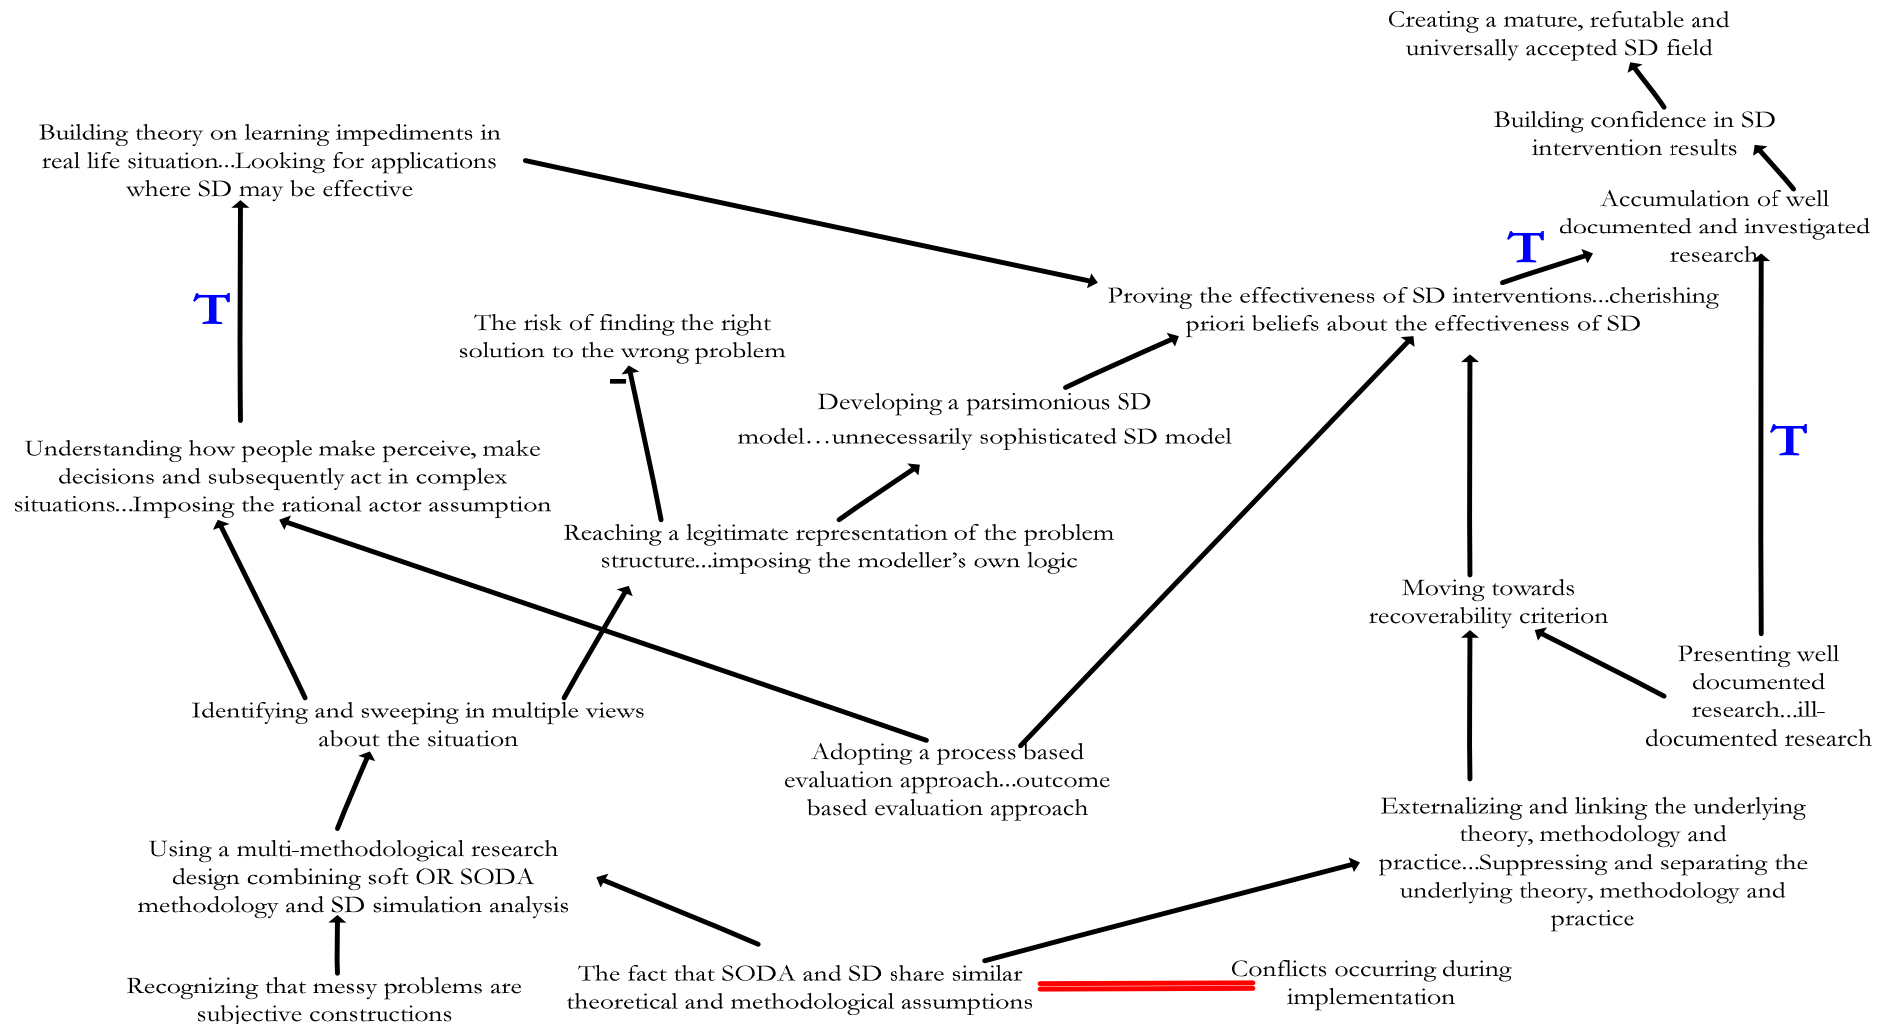 Creating a mature, refutable and
universally accepted SD field
Building confidence in SD
intervention results
Building theory on learning impediments in
real life situation...Looking for applications
where SD may be effective
Accumulation of well
documented and investigated
research
T
T
Proving the effectiveness of SD interventions...cherishing
priori beliefs about the effectiveness of SD
The risk of finding the right
solution to the wrong problem
-
Developing a parsimonious SD
model…unnecessarily sophisticated SD model
T
Understanding how people make perceive, make
decisions and subsequently act in complex
situations...Imposing the rational actor assumption
Reaching a legitimate representation of the problem
structure...imposing the modeller’s own logic
Moving towards
recoverability criterion
Presenting well
documented
research...ill-
documented research
Identifying and sweeping in multiple views
about the situation
Adopting a process based
evaluation approach...outcome
based evaluation approach
Externalizing and linking the underlying
theory, methodology and
practice...Suppressing and separating the
underlying theory, methodology and
practice
Using a multi-methodological research
design combining soft OR SODA
methodology and SD simulation analysis
The fact that SODA and SD share similar
theoretical and methodological assumptions
Conflicts occurring during
implementation
Recognizing that messy problems are
subjective constructions